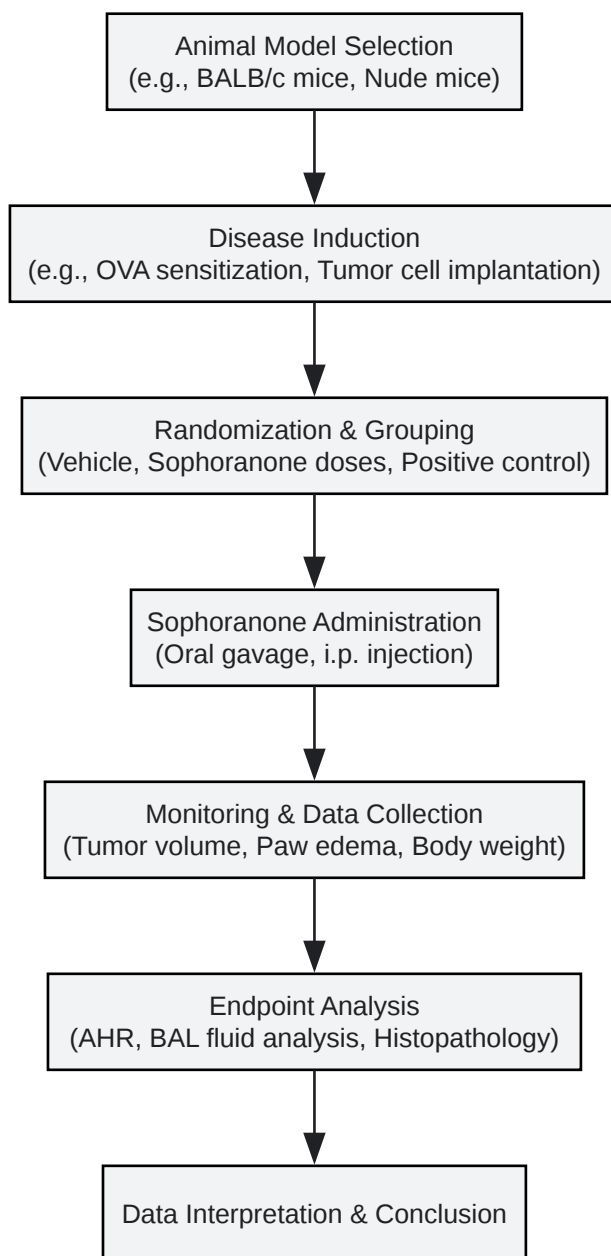 Animal Model Selection
(e.g., BALB/c mice, Nude mice)
Disease Induction
(e.g., OVA sensitization, Tumor cell implantation)
Randomization & Grouping
(Vehicle, Sophoranone doses, Positive control)
Sophoranone Administration
(Oral gavage, i.p. injection)
Monitoring & Data Collection
(Tumor volume, Paw edema, Body weight)
Endpoint Analysis
(AHR, BAL fluid analysis, Histopathology)
Data Interpretation & Conclusion